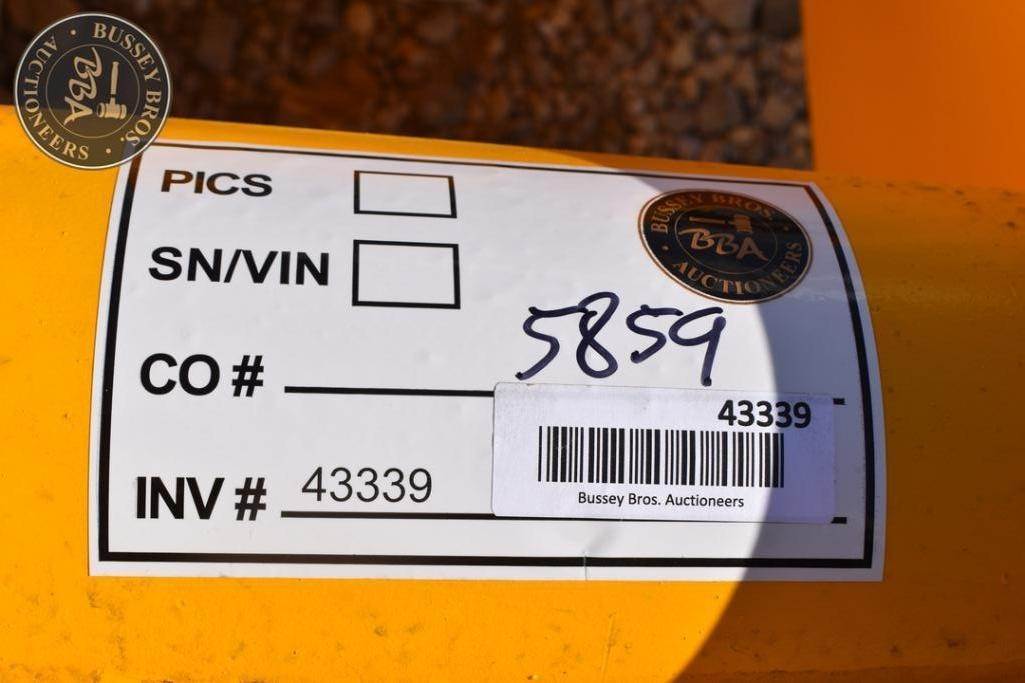 BUSSEY BROS.
BBA
AUCTIONEERS
PICS
BUSSEY BROS.
BBA
AUCTIONEERS
SN/VIN
5859
CO #
43339
INV # 43339
Bussey Bros. Auctioneers